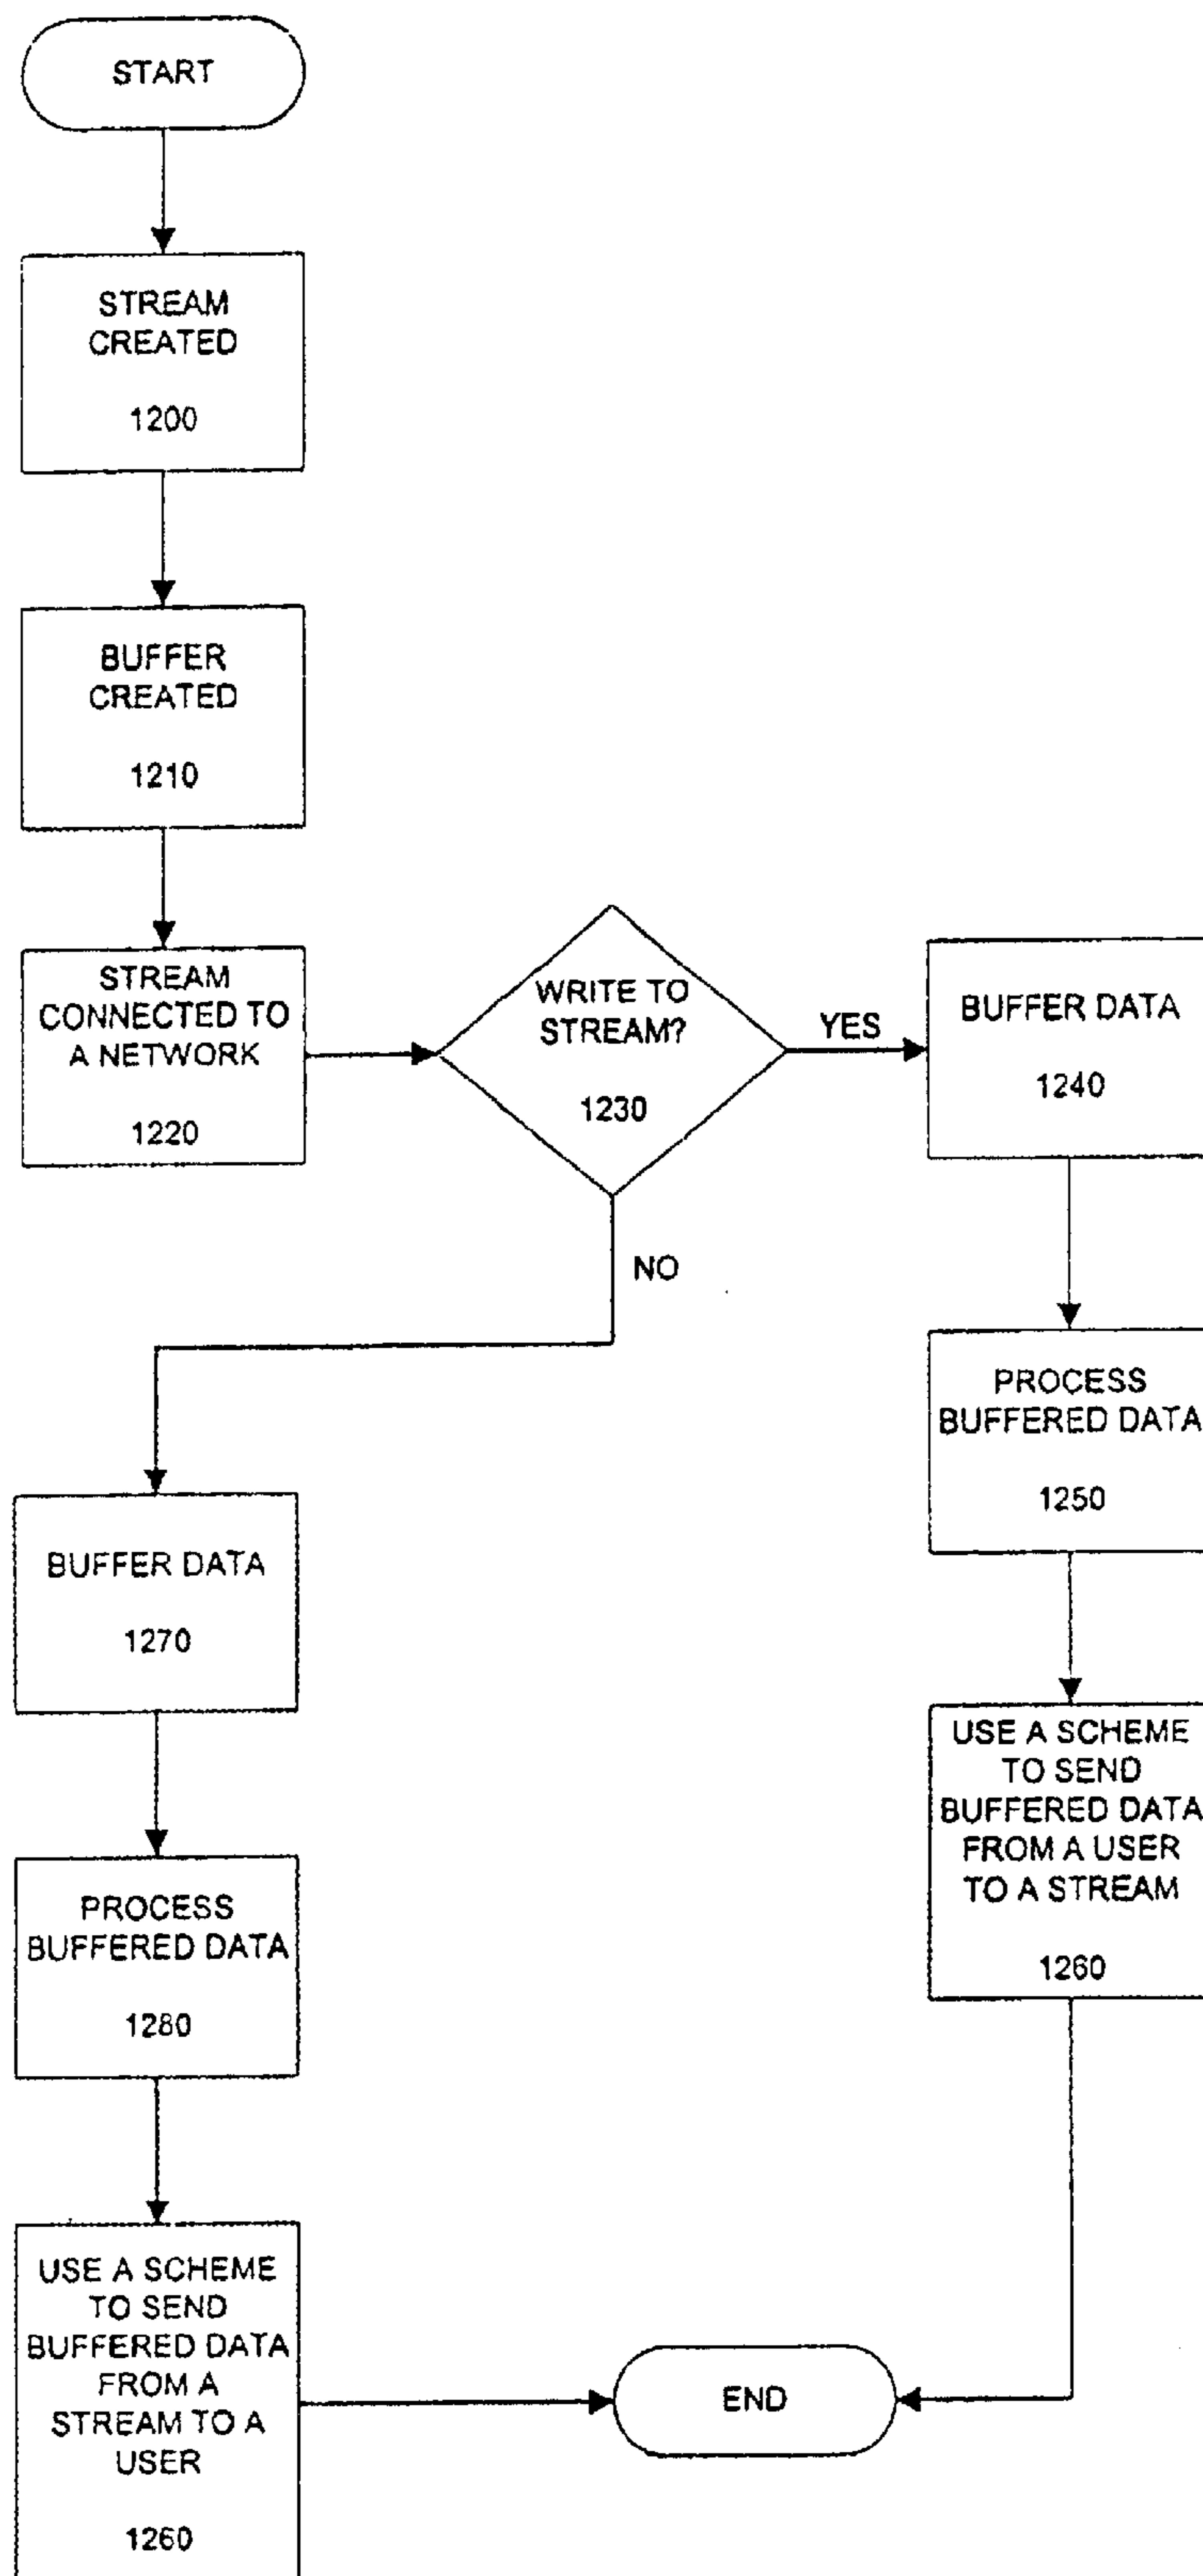 START
STREAM
CREATED
1200
BUFFER
CREATED
1210
STREAM
CONNECTED TO
A NETWORK
1220
WRITE TO
STREAM?
1230
YES
NO
BUFFER DATA
1240
PROCESS
BUFFERED DATA
1250
USE A SCHEME
TO SEND
BUFFERED DATA
FROM A USER
TO A STREAM
1260
BUFFER DATA
1270
PROCESS
BUFFERED DATA
1280
USE A SCHEME
TO SEND
BUFFERED DATA
FROM A
STREAM TO A
USER
1260
END